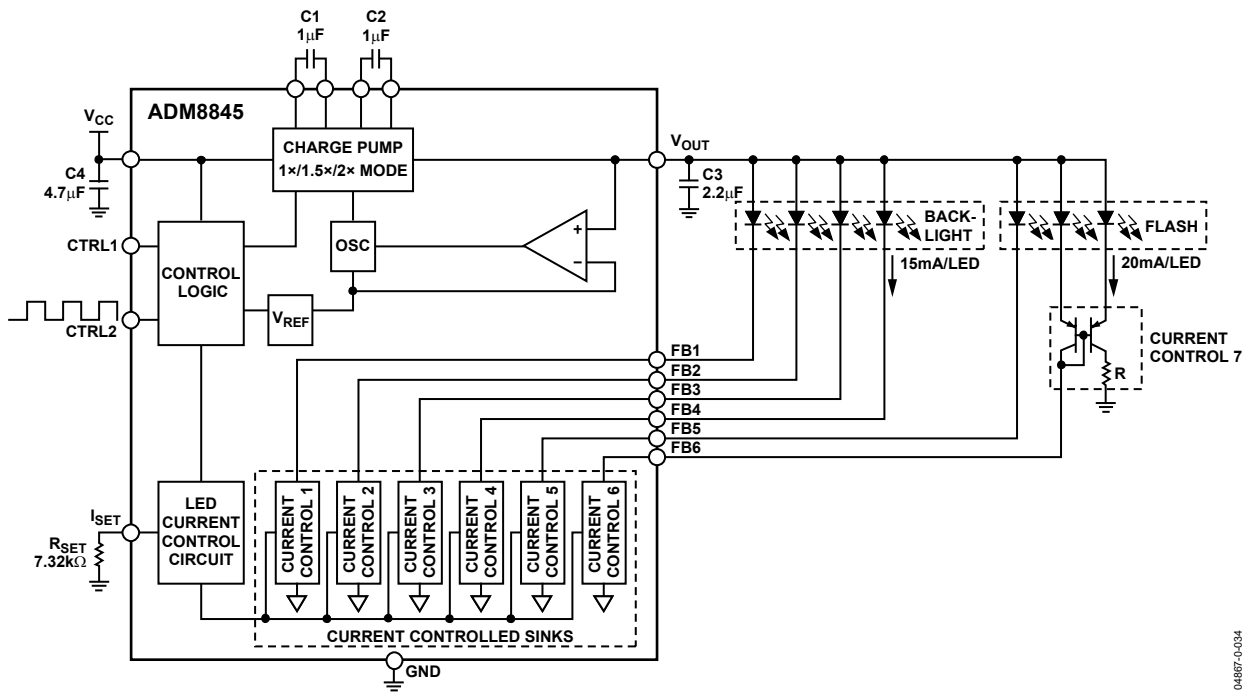 C1
1μF
C2
1μF
ADM8845
VCC
C4
4.7μF
CHARGE PUMP
1×/1.5×/2× MODE
VOUT
C3
2.2μF
BACK-
LIGHT
FLASH
15mA/LED
20mA/LED
CTRL1
CONTROL
LOGIC
OSC
+
–
CTRL2
VREF
CURRENT
CONTROL 7
R
FB1
FB2
FB3
FB4
FB5
FB6
ISET
RSET
7.32kΩ
LED
CURRENT
CONTROL
CIRCUIT
CURRENT
CONTROL 1
CURRENT
CONTROL 2
CURRENT
CONTROL 3
CURRENT
CONTROL 4
CURRENT
CONTROL 5
CURRENT
CONTROL 6
CURRENT CONTROLLED SINKS
GND
04867-0-034